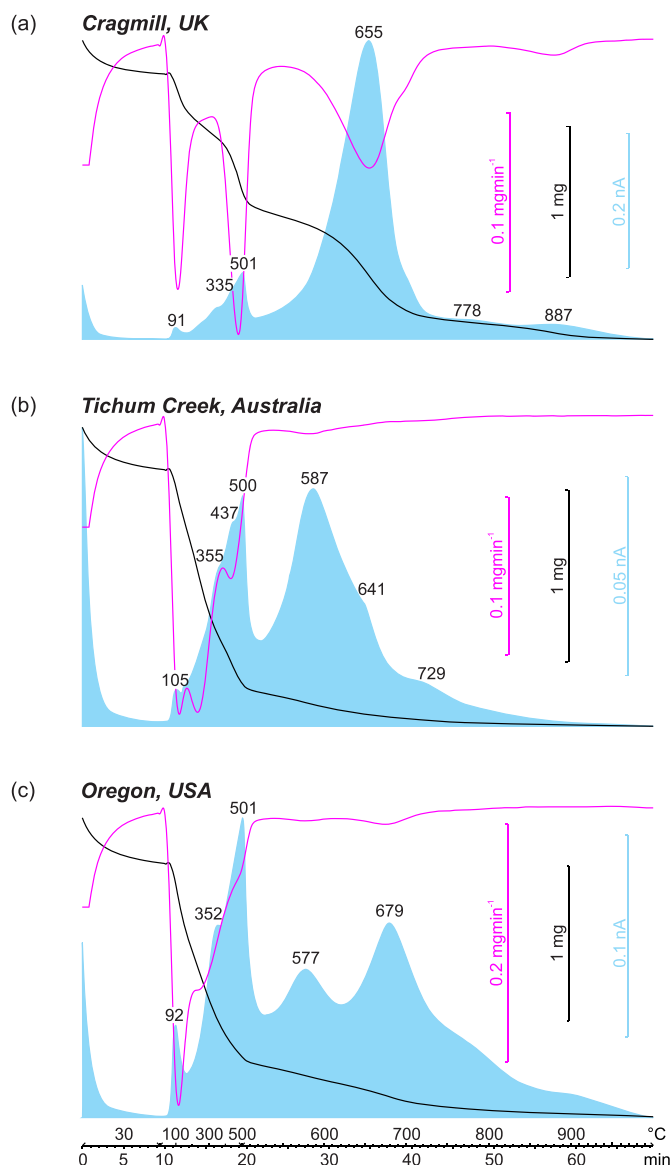 (a) Cragmill, UK
655
0.1 mgmin⁻¹
1 mg
0.2 nA
501
335
91
778
887
(b) Tichum Creek, Australia
587
500
437
355
641
105
729
0.1 mgmin⁻¹
1 mg
0.05 nA
(c) Oregon, USA
501
352
679
577
92
0.2 mgmin⁻¹
1 mg
0.1 nA
30 100 300 500 600 700 800 900 °C
0 5 10 20 30 40 50 60 min